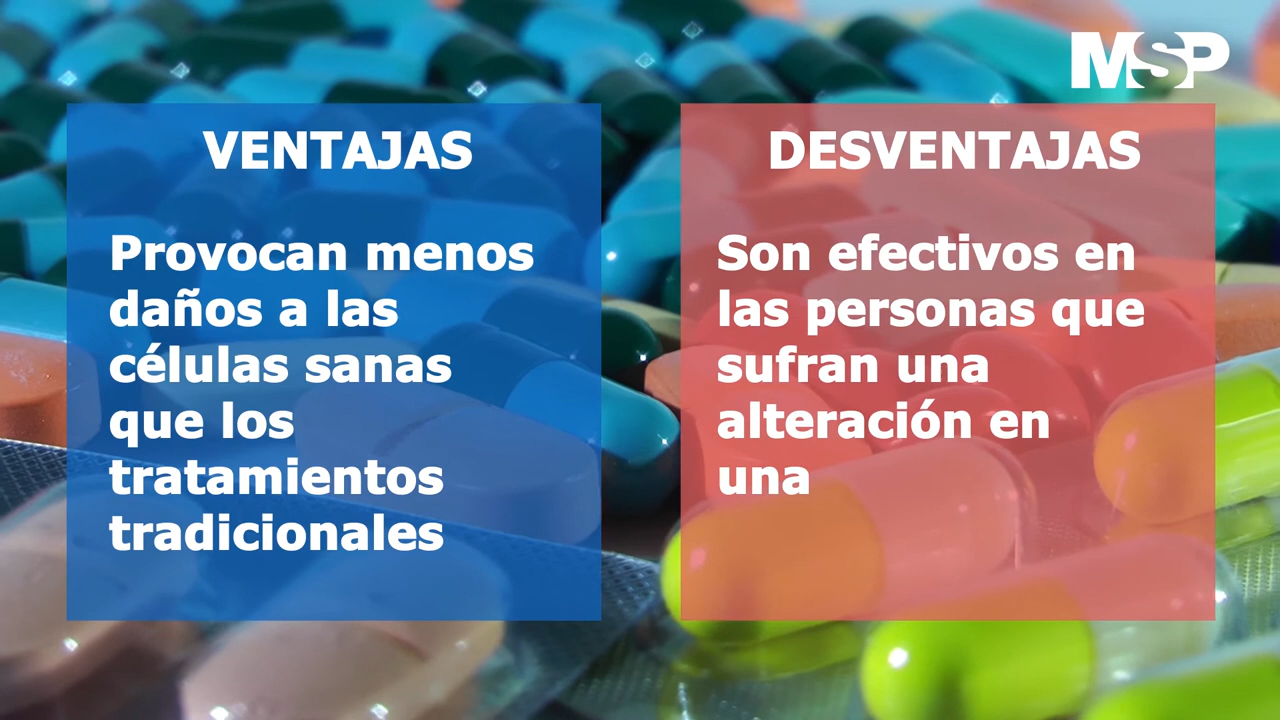 MSP
VENTAJAS
Provocan menos
daños a las
células sanas
que los
tratamientos
tradicionales
DESVENTAJAS
Son efectivos en
las personas que
sufran una
alteración en
una